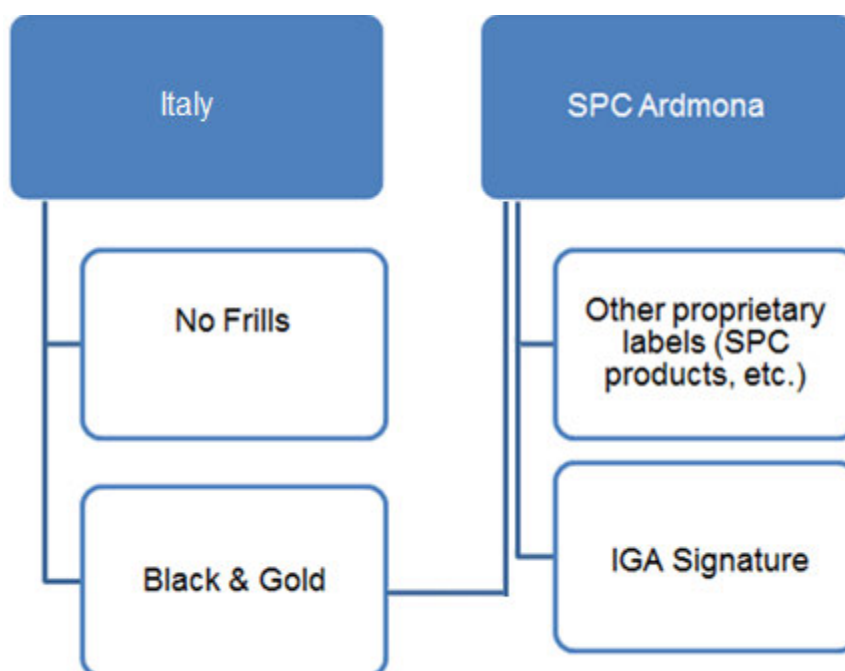 Italy
SPC Ardmona
No Frills
Other proprietary
labels (SPC
products, etc.)
Black & Gold
IGA Signature